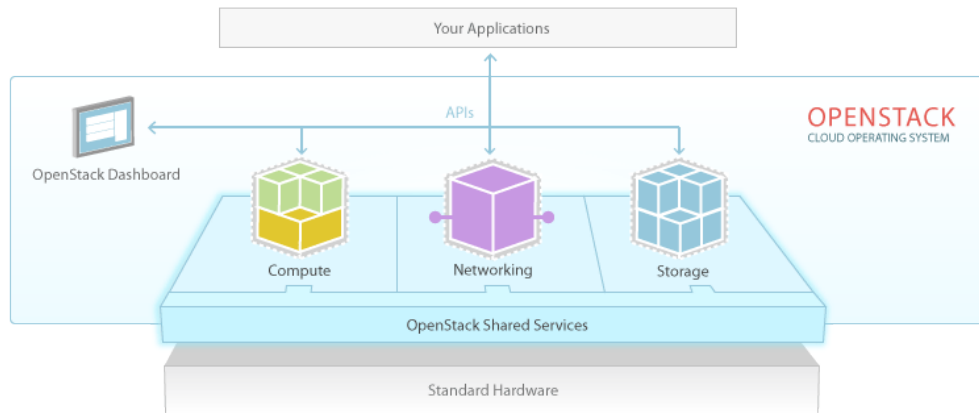 Your Applications
APIs
OPENSTACK
CLOUD OPERATING SYSTEM
OpenStack Dashboard
Compute
Networking
Storage
OpenStack Shared Services
Standard Hardware